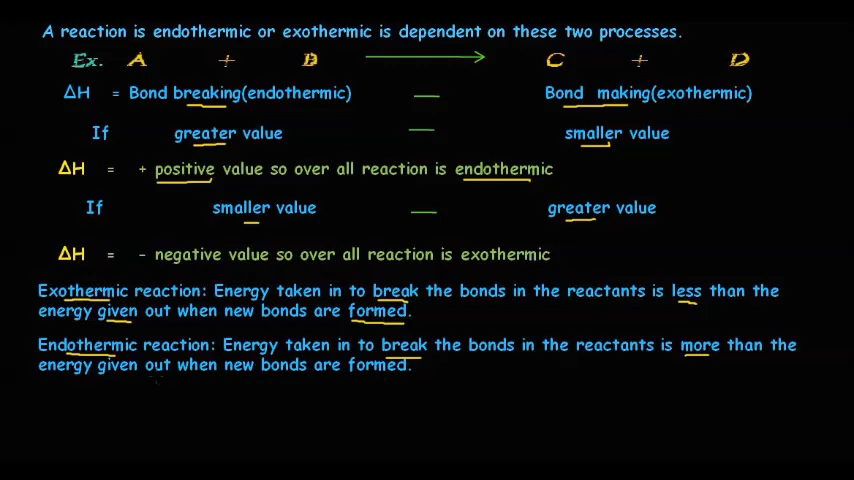 A reaction is endothermic or exothermic is dependent on these two processes.
Ex. A + B → C + D
ΔH = Bond breaking(endothermic) — Bond making(exothermic)
If greater value — smaller value
ΔH = + positive value so over all reaction is endothermic
If smaller value — greater value
ΔH = - negative value so over all reaction is exothermic
Exothermic reaction: Energy taken in to break the bonds in the reactants is less than the
energy given out when new bonds are formed.
Endothermic reaction: Energy taken in to break the bonds in the reactants is more than the
energy given out when new bonds are formed.